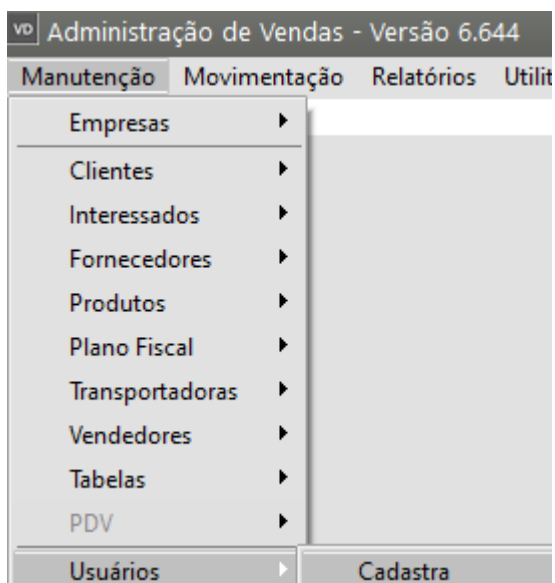 VD Administração de Vendas - Versão 6.644
Manutenção Movimentação Relatórios Utilit
Empresas
Clientes
Interessados
Fornecedores
Produtos
Plano Fiscal
Transportadoras
Vendedores
Tabelas
PDV
Usuários Cadastra